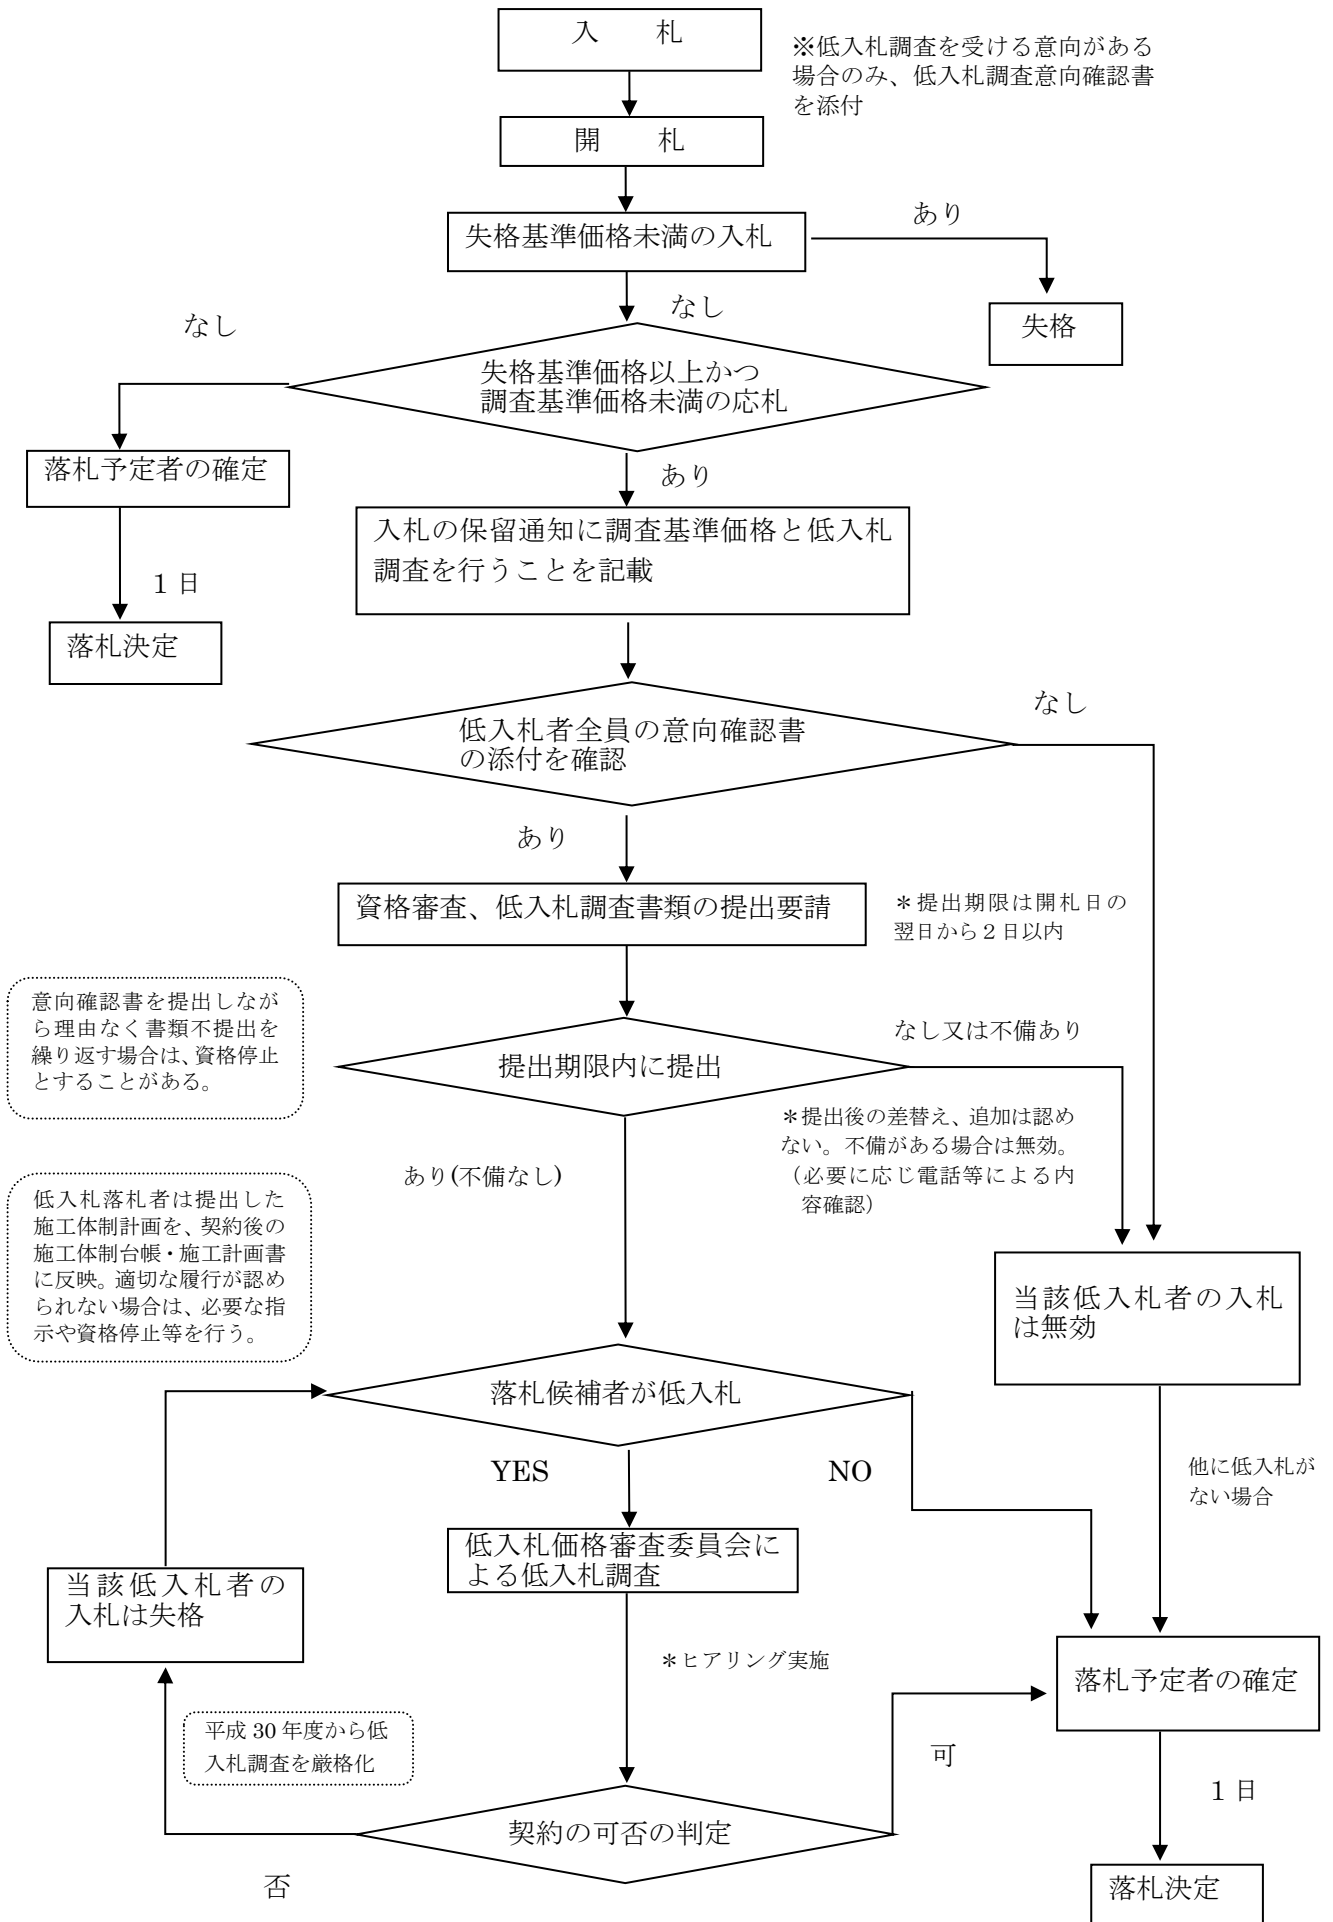 入　　札
※低入札調査を受ける意向がある
場合のみ、低入札調査意向確認書
を添付
開　　札
失格基準価格未満の入札
あり
なし
失格
なし
失格基準価格以上かつ
調査基準価格未満の応札
落札予定者の確定
あり
入札の保留通知に調査基準価格と低入札
調査を行うことを記載
1 日
落札決定
なし
低入札者全員の意向確認書
の添付を確認
あり
資格審査、低入札調査書類の提出要請
＊提出期限は開札日の
翌日から２日以内
意向確認書を提出しなが
ら理由なく書類不提出を
繰り返す場合は、資格停止
とすることがある。
なし又は不備あり
提出期限内に提出
＊提出後の差替え、追加は認め
ない。不備がある場合は無効。
（必要に応じ電話等による内
容確認）
あり(不備なし)
低入札落札者は提出した
施工体制計画を、契約後の
施工体制台帳・施工計画書
に反映。適切な履行が認め
られない場合は、必要な指
示や資格停止等を行う。
当該低入札者の入札
は無効
落札候補者が低入札
YES
NO
他に低入札が
ない場合
低入札価格審査委員会に
よる低入札調査
当該低入札者の
入札は失格
＊ヒアリング実施
落札予定者の確定
平成 30 年度から低
入札調査を厳格化
可
1 日
契約の可否の判定
否
落札決定